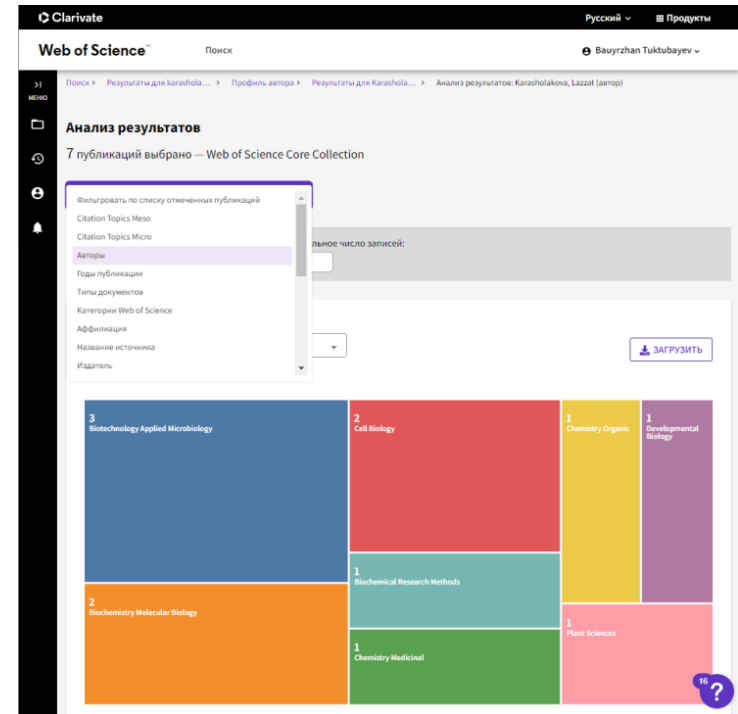 Clarivate
Русский
Продукты
Web of Science™
Поиск
Bauyrzhan Tuktubayev
МЕНЮ
Поиск > Результаты для karashola... > Профиль автора > Результаты для Karashola... > Анализ результатов: Karasholakova, Lazzat (автор)
Анализ результатов
7 публикаций выбрано — Web of Science Core Collection
Фильтровать по списку отмеченных публикаций
Citation Topics Meso
Citation Topics Micro
Авторы
Годы публикации
Типы документов
Категории Web of Science
Аффилиация
Название источника
Издатель
льное число записей:
ЗАГРУЗИТЬ
3
Biotechnology Applied Microbiology
2
Cell Biology
1
Chemistry Organic
1
Developmental
Biology
1
Biochemical Research Methods
2
Biochemistry Molecular Biology
1
Plant Sciences
1
Chemistry Medicinal
16
?